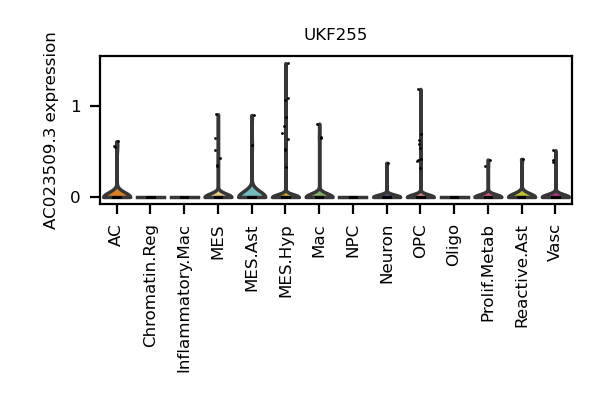 UKF255
AC023509.3 expression
1
0
AC
Chromatin.Reg
Inflammatory.Mac
MES
MES.Ast
MES.Hyp
Mac
NPC
Neuron
OPC
Oligo
Prolif.Metab
Reactive.Ast
Vasc